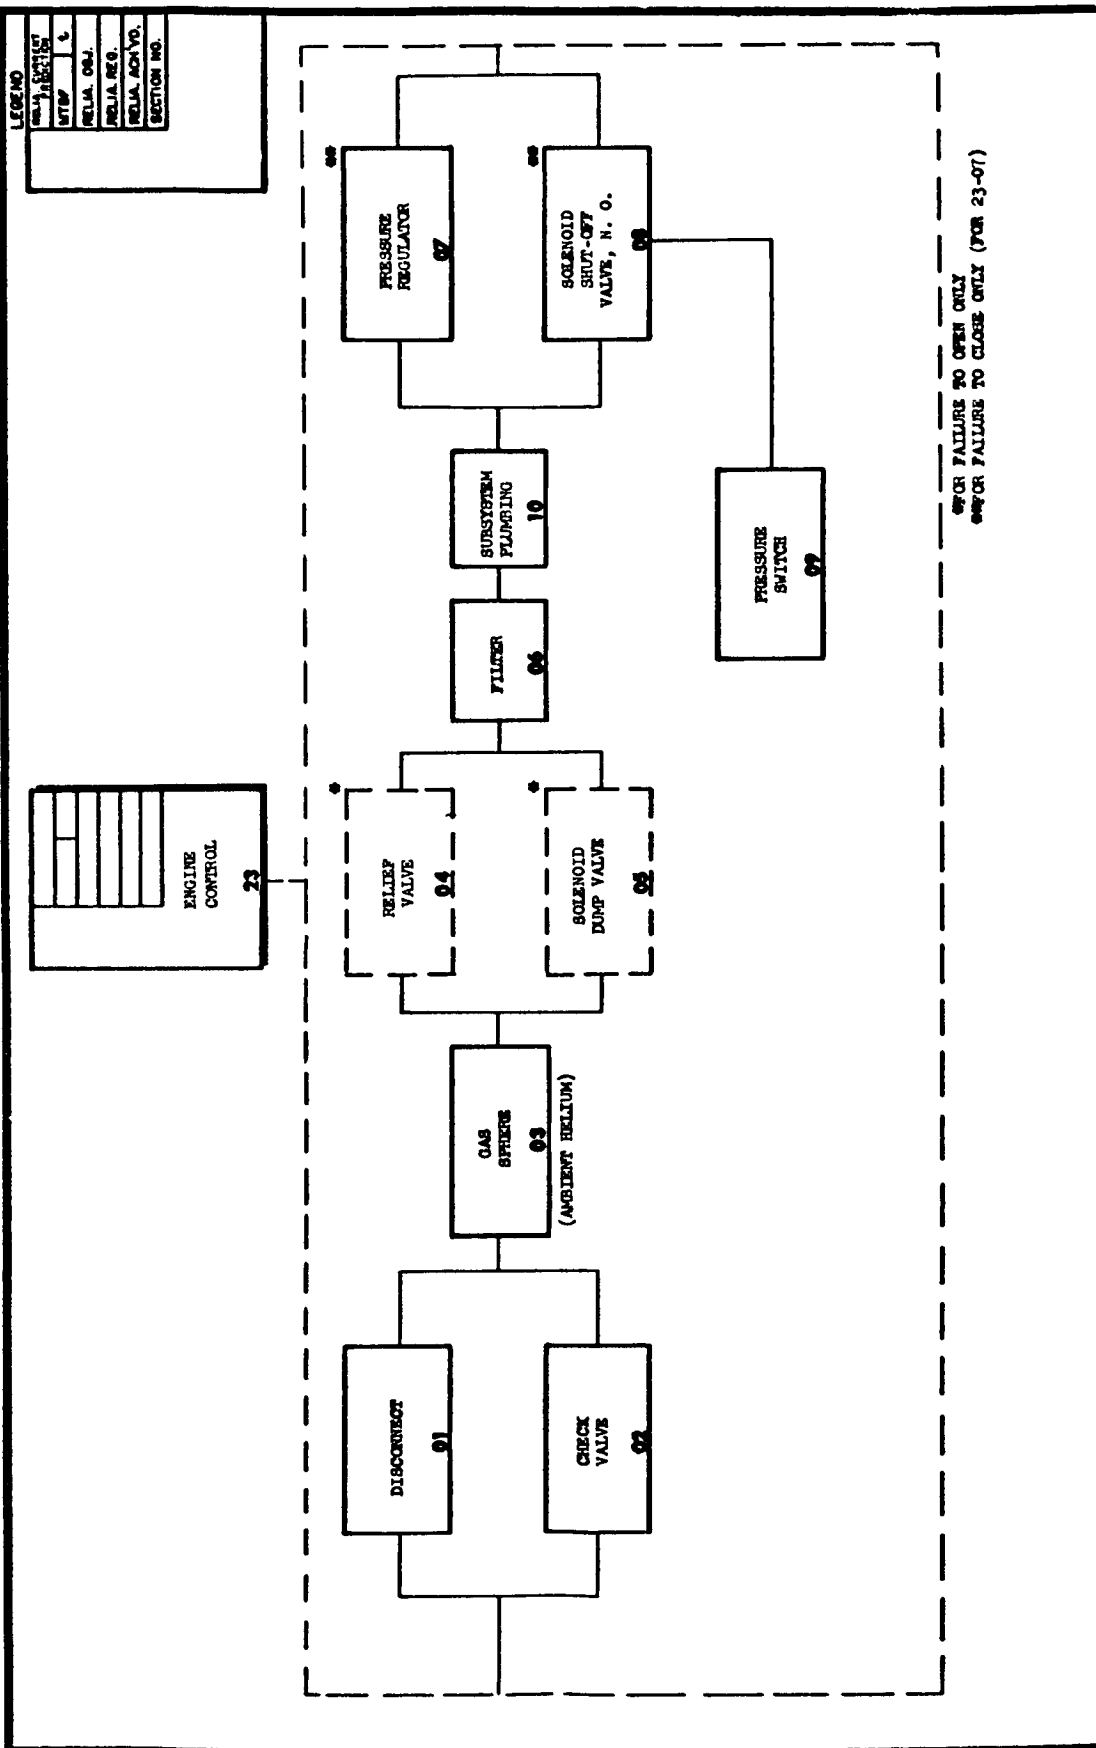 LEGEND
RELIA. CURRENT
PREDICTION
MTBF t
RELIA. OBJ.
RELIA. REQ.
RELIA. ACH'VD.
SECTION NO.
ENGINE
CONTROL
23
DISCONNECT
01
CHECK
VALVE
02
GAS
SPHERE
03
(AMBIENT HELIUM)
*
RELIEF
VALVE
04
*
SOLENOID
DUMP VALVE
05
FILTER
06
SUBSYSTEM
PLUMBING
10
**
PRESSURE
REGULATOR
07
**
SOLENOID
SHUT-OFF
VALVE, N. O.
08
PRESSURE
SWITCH
09
*FOR FAILURE TO OPEN ONLY
**FOR FAILURE TO CLOSE ONLY (FOR 23-07)